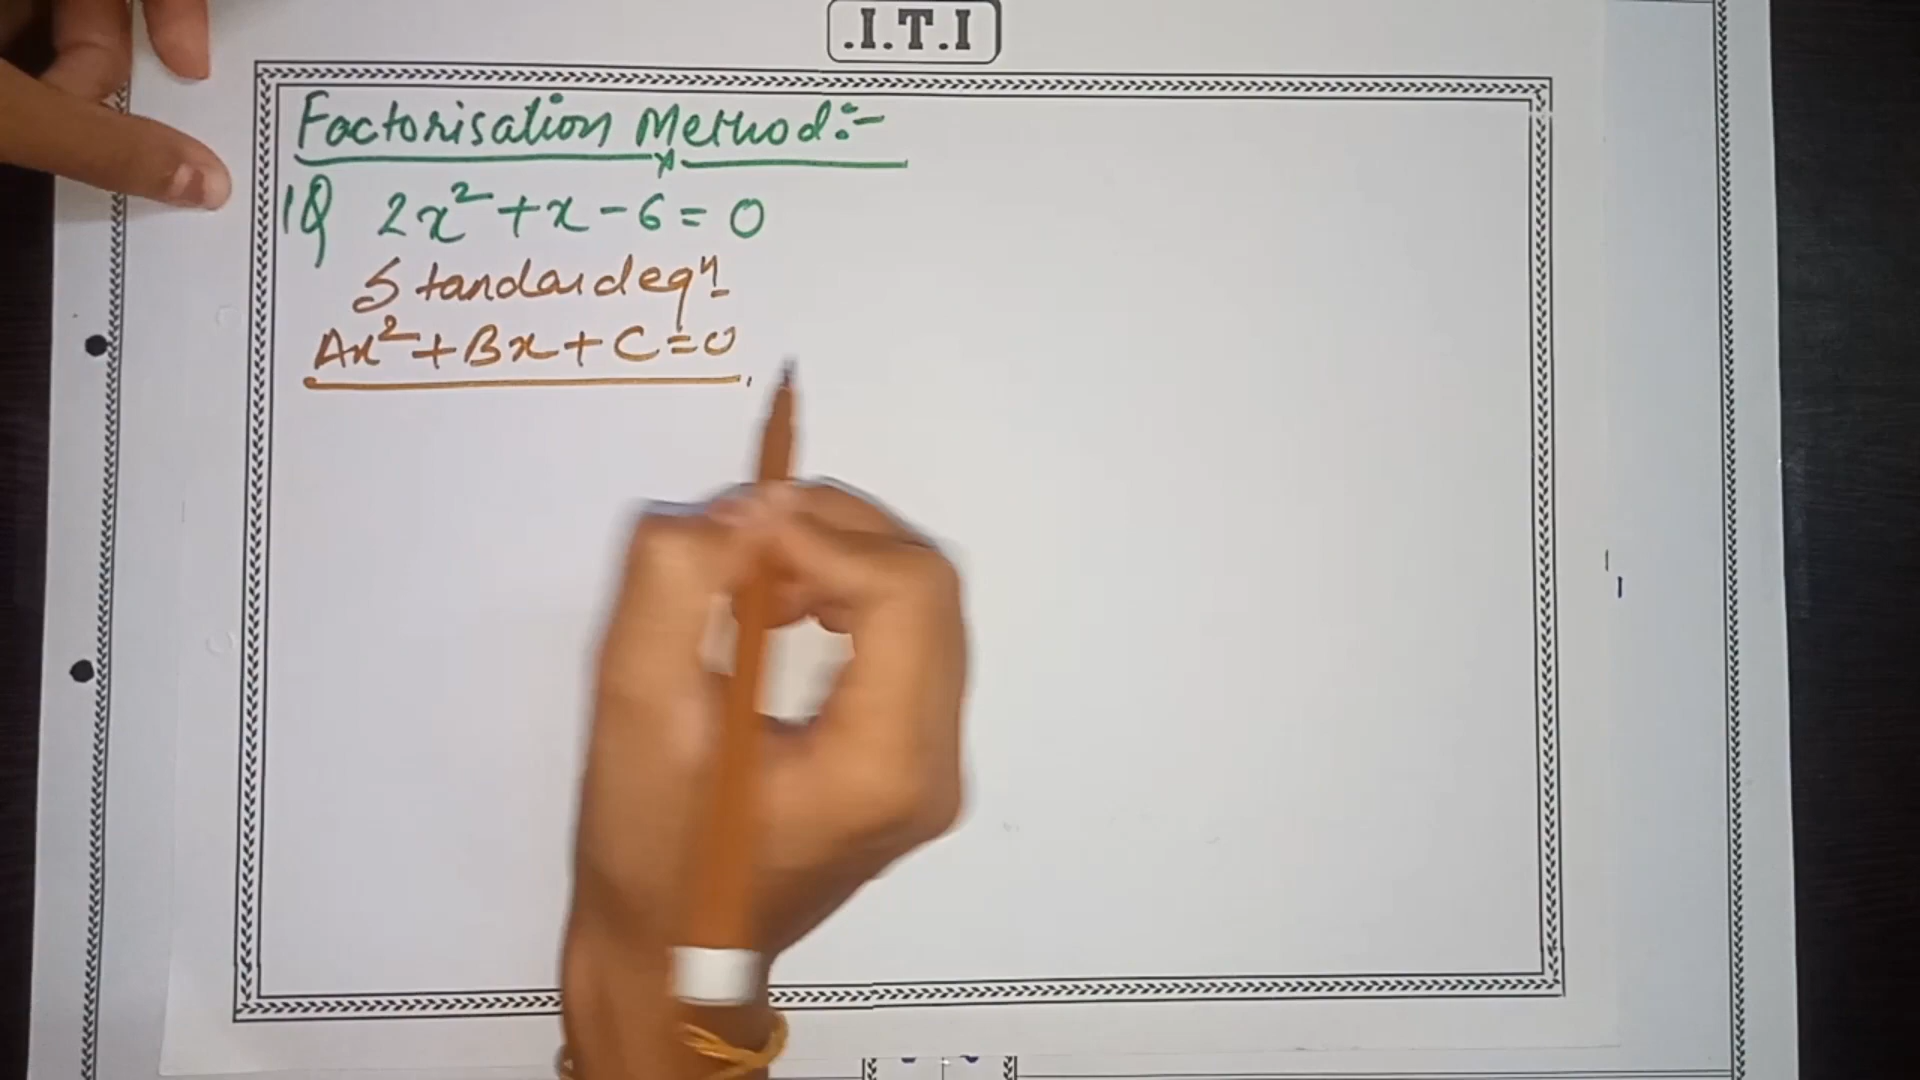 .I.T.I
Factorisation Method:-
1Q 2x²+x-6=0
Standard eqⁿ
Ax²+Bx+C=0